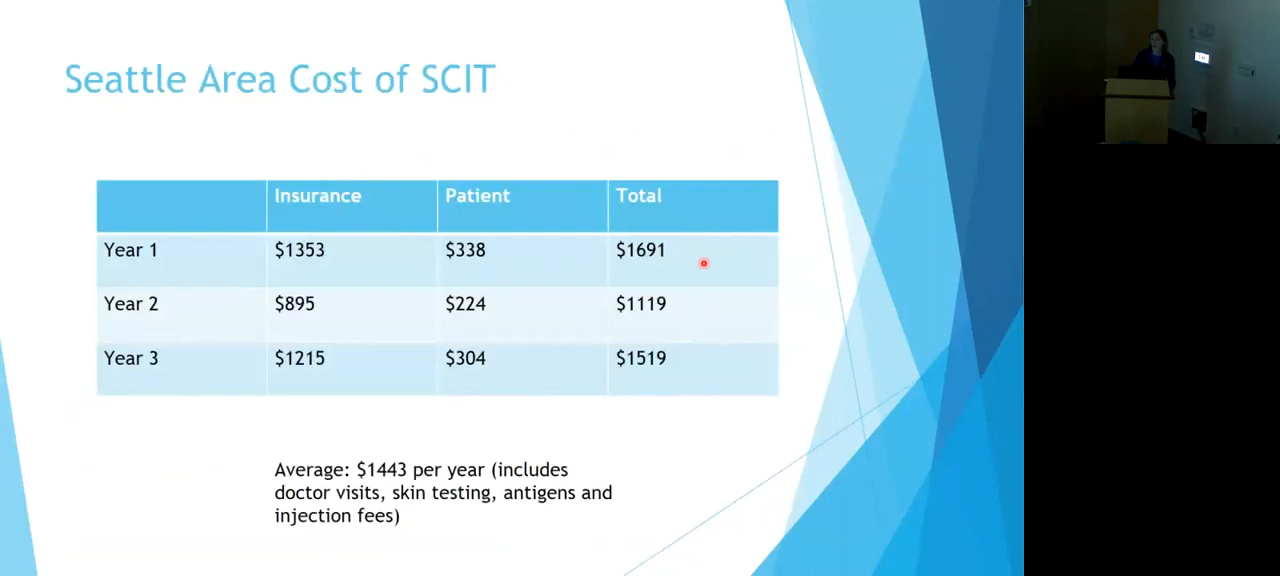 Seattle Area Cost of SCIT
Insurance Patient Total
Year 1 $1353 $338 $1691
Year 2 $895 $224 $1119
Year 3 $1215 $304 $1519
Average: $1443 per year (includes
doctor visits, skin testing, antigens and
injection fees)